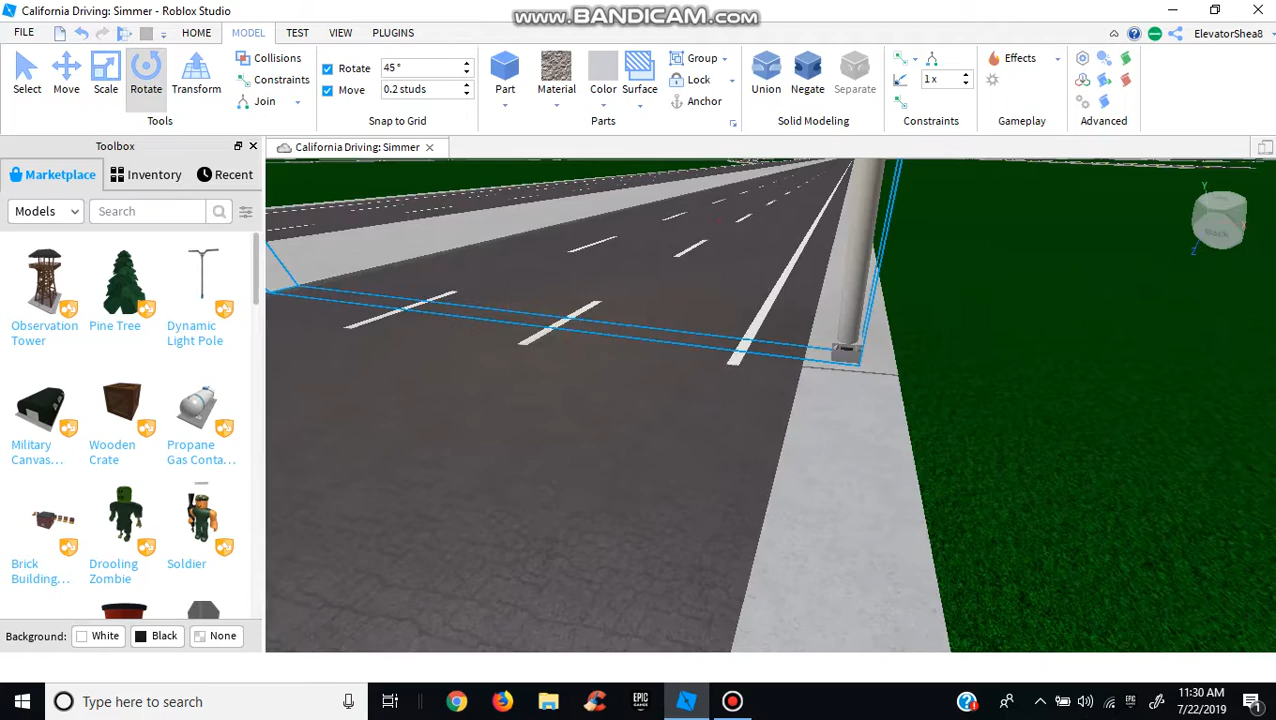 California Driving: Simmer - Roblox Studio
www.BANDICAM.com
FILE
HOME
MODEL
TEST
VIEW
PLUGINS
ElevatorShea8
Select
Move
Scale
Rotate
Transform
Collisions
Constraints
Join
Tools
Rotate
45 °
Move
0.2 studs
Snap to Grid
Part
Material
Color
Surface
Group
Lock
Anchor
Parts
Union
Negate
Separate
Solid Modeling
1 x
Constraints
Effects
Gameplay
Advanced
Toolbox
California Driving: Simmer
Marketplace
Inventory
Recent
Models
Search
Observation
Tower
Pine Tree
Dynamic
Light Pole
Military
Canvas...
Wooden
Crate
Propane
Gas Conta...
Brick
Building...
Drooling
Zombie
Soldier
Background:
White
Black
None
Y
Z
Back
Type here to search
EPIC
GAMES
11:30 AM
7/22/2019
1